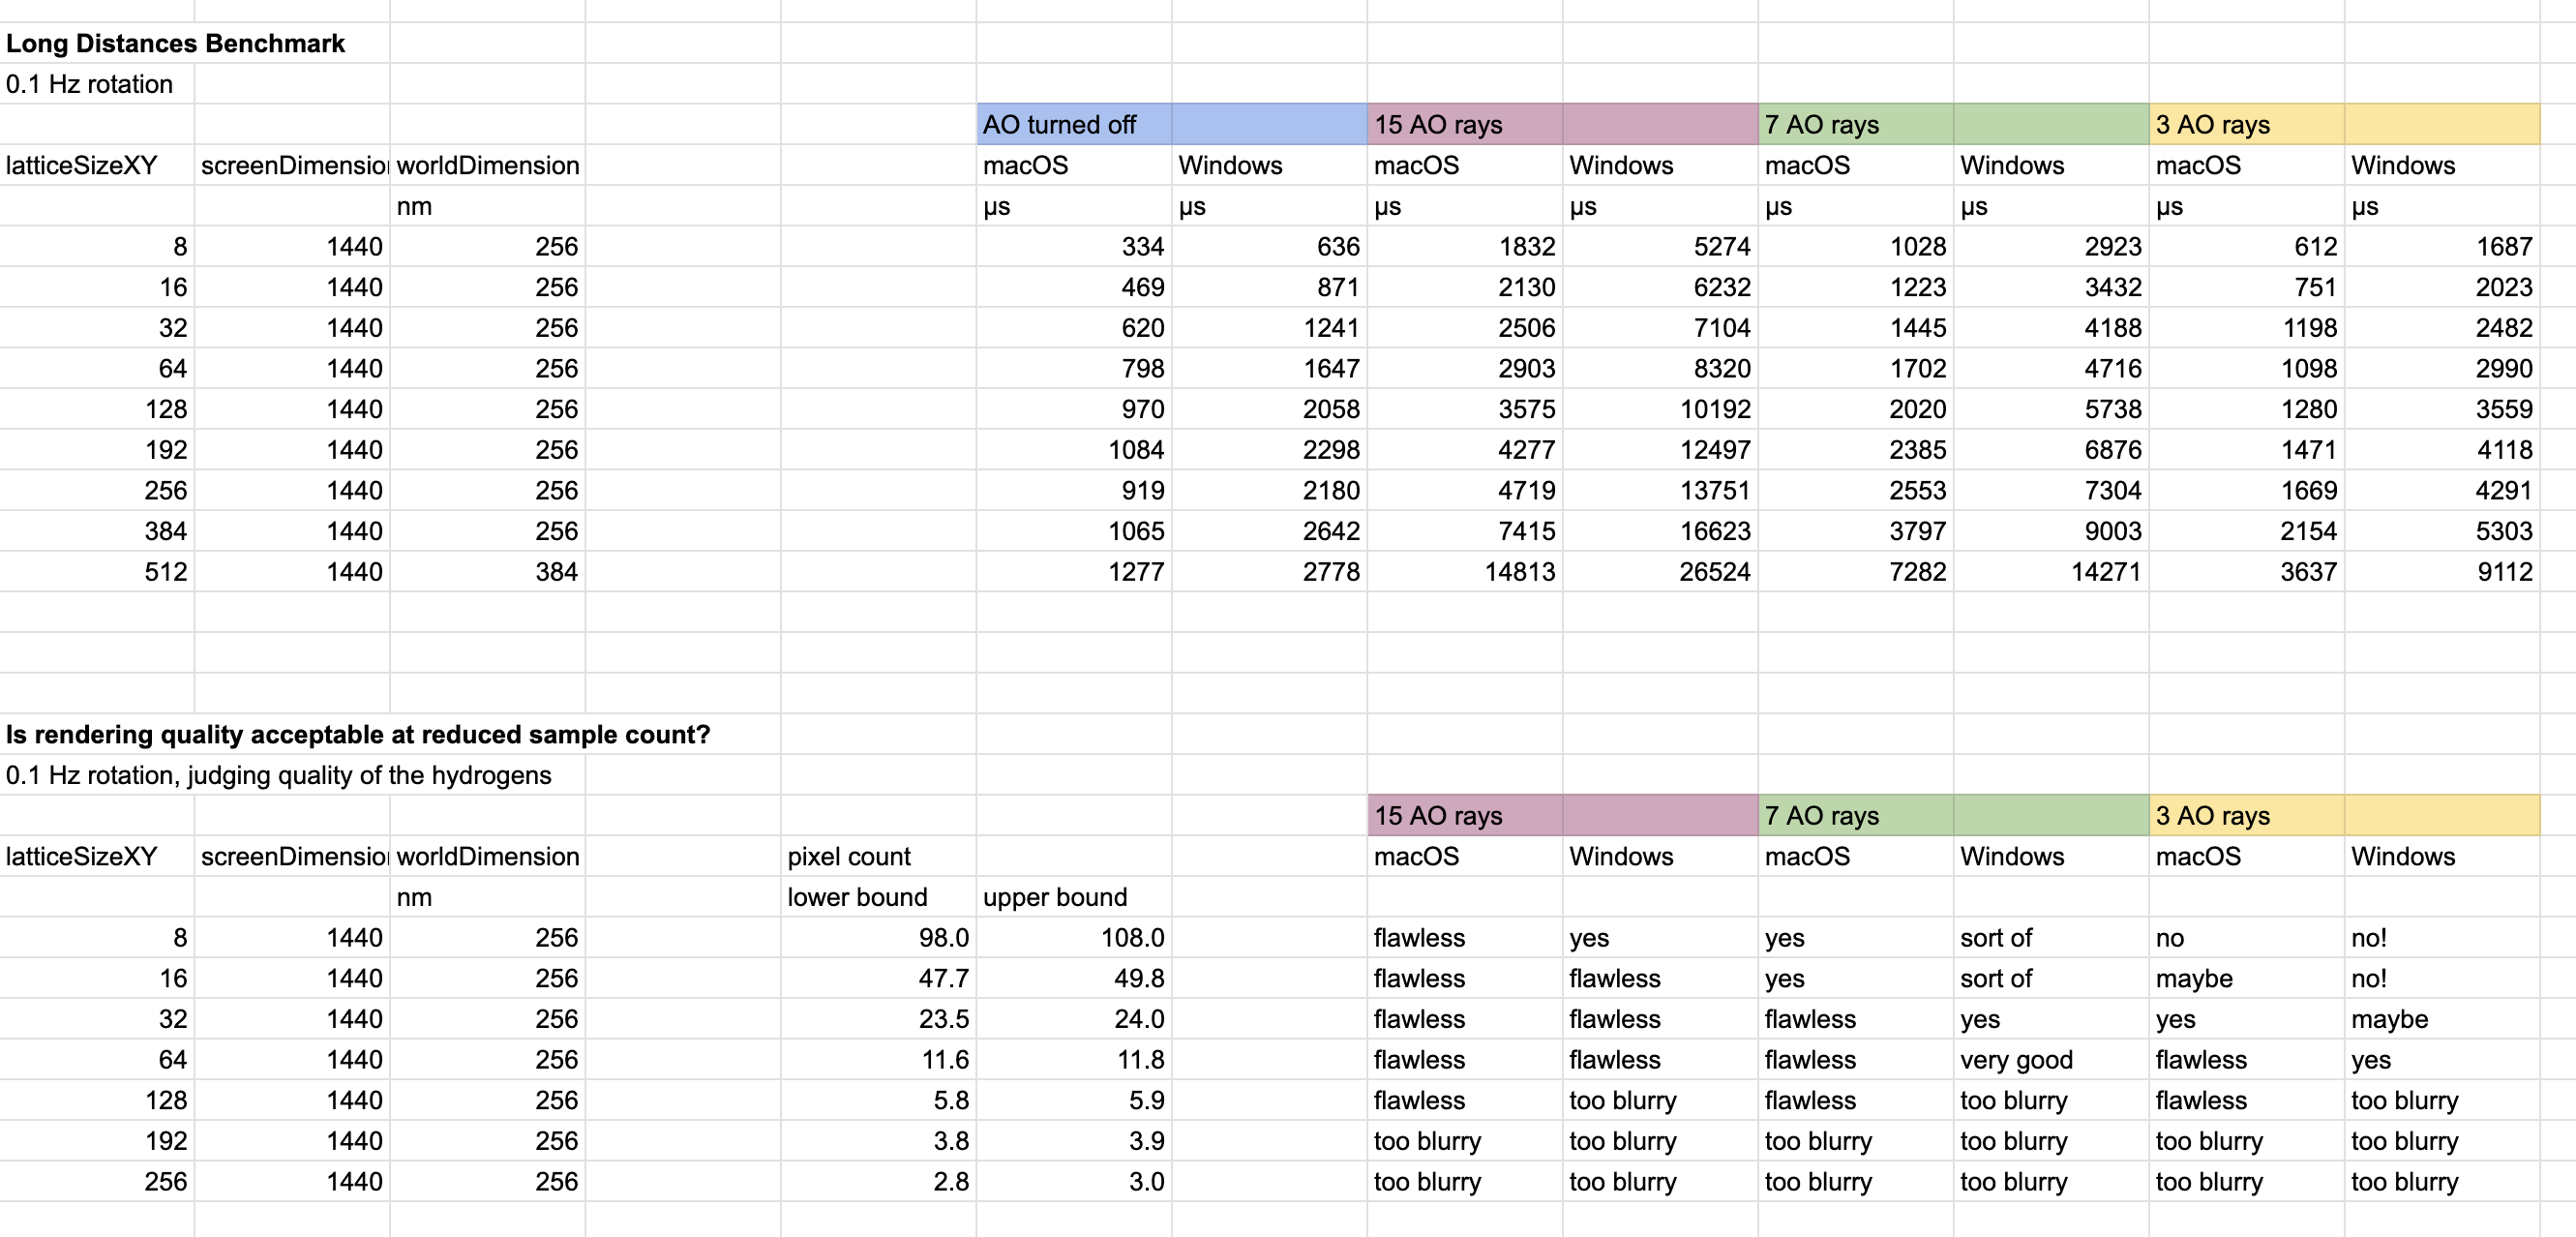 Long Distances Benchmark
0.1 Hz rotation
AO turned off 15 AO rays 7 AO rays 3 AO rays
latticeSizeXY screenDimensio worldDimension macOS Windows macOS Windows macOS Windows macOS Windows
nm µs µs µs µs µs µs µs µs
8 1440 256 334 636 1832 5274 1028 2923 612 1687
16 1440 256 469 871 2130 6232 1223 3432 751 2023
32 1440 256 620 1241 2506 7104 1445 4188 1198 2482
64 1440 256 798 1647 2903 8320 1702 4716 1098 2990
128 1440 256 970 2058 3575 10192 2020 5738 1280 3559
192 1440 256 1084 2298 4277 12497 2385 6876 1471 4118
256 1440 256 919 2180 4719 13751 2553 7304 1669 4291
384 1440 256 1065 2642 7415 16623 3797 9003 2154 5303
512 1440 384 1277 2778 14813 26524 7282 14271 3637 9112
Is rendering quality acceptable at reduced sample count?
0.1 Hz rotation, judging quality of the hydrogens
15 AO rays 7 AO rays 3 AO rays
latticeSizeXY screenDimensio worldDimension pixel count macOS Windows macOS Windows macOS Windows
nm lower bound upper bound
8 1440 256 98.0 108.0 flawless yes yes sort of no no!
16 1440 256 47.7 49.8 flawless flawless yes sort of maybe no!
32 1440 256 23.5 24.0 flawless flawless flawless yes yes maybe
64 1440 256 11.6 11.8 flawless flawless flawless very good flawless yes
128 1440 256 5.8 5.9 flawless too blurry flawless too blurry flawless too blurry
192 1440 256 3.8 3.9 too blurry too blurry too blurry too blurry too blurry too blurry
256 1440 256 2.8 3.0 too blurry too blurry too blurry too blurry too blurry too blurry